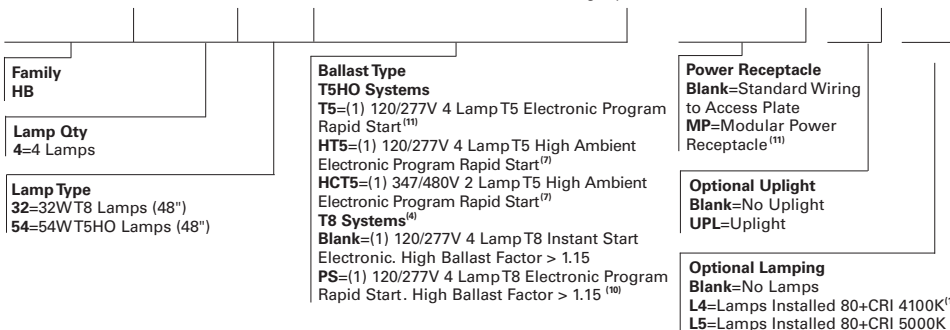 Family
HB
Lamp Qty
4=4 Lamps
Lamp Type
32=32W T8 Lamps (48")
54=54W T5HO Lamps (48")
Ballast Type
T5HO Systems
T5=(1) 120/277V 4 Lamp T5 Electronic Program
Rapid Start(11)
HT5=(1) 120/277V 4 Lamp T5 High Ambient
Electronic Program Rapid Start(7)
HCT5=(1) 347/480V 2 Lamp T5 High Ambient
Electronic Program Rapid Start(7)
T8 Systems(4)
Blank=(1) 120/277V 4 Lamp T8 Instant Start
Electronic. High Ballast Factor > 1.15
PS=(1) 120/277V 4 Lamp T8 Electronic Program
Rapid Start. High Ballast Factor > 1.15 (10)
Power Receptacle
Blank=Standard Wiring
to Access Plate
MP=Modular Power
Receptacle(11)
Optional Uplight
Blank=No Uplight
UPL=Uplight
Optional Lamping
Blank=No Lamps
L4=Lamps Installed 80+CRI 4100K
L5=Lamps Installed 80+CRI 5000K